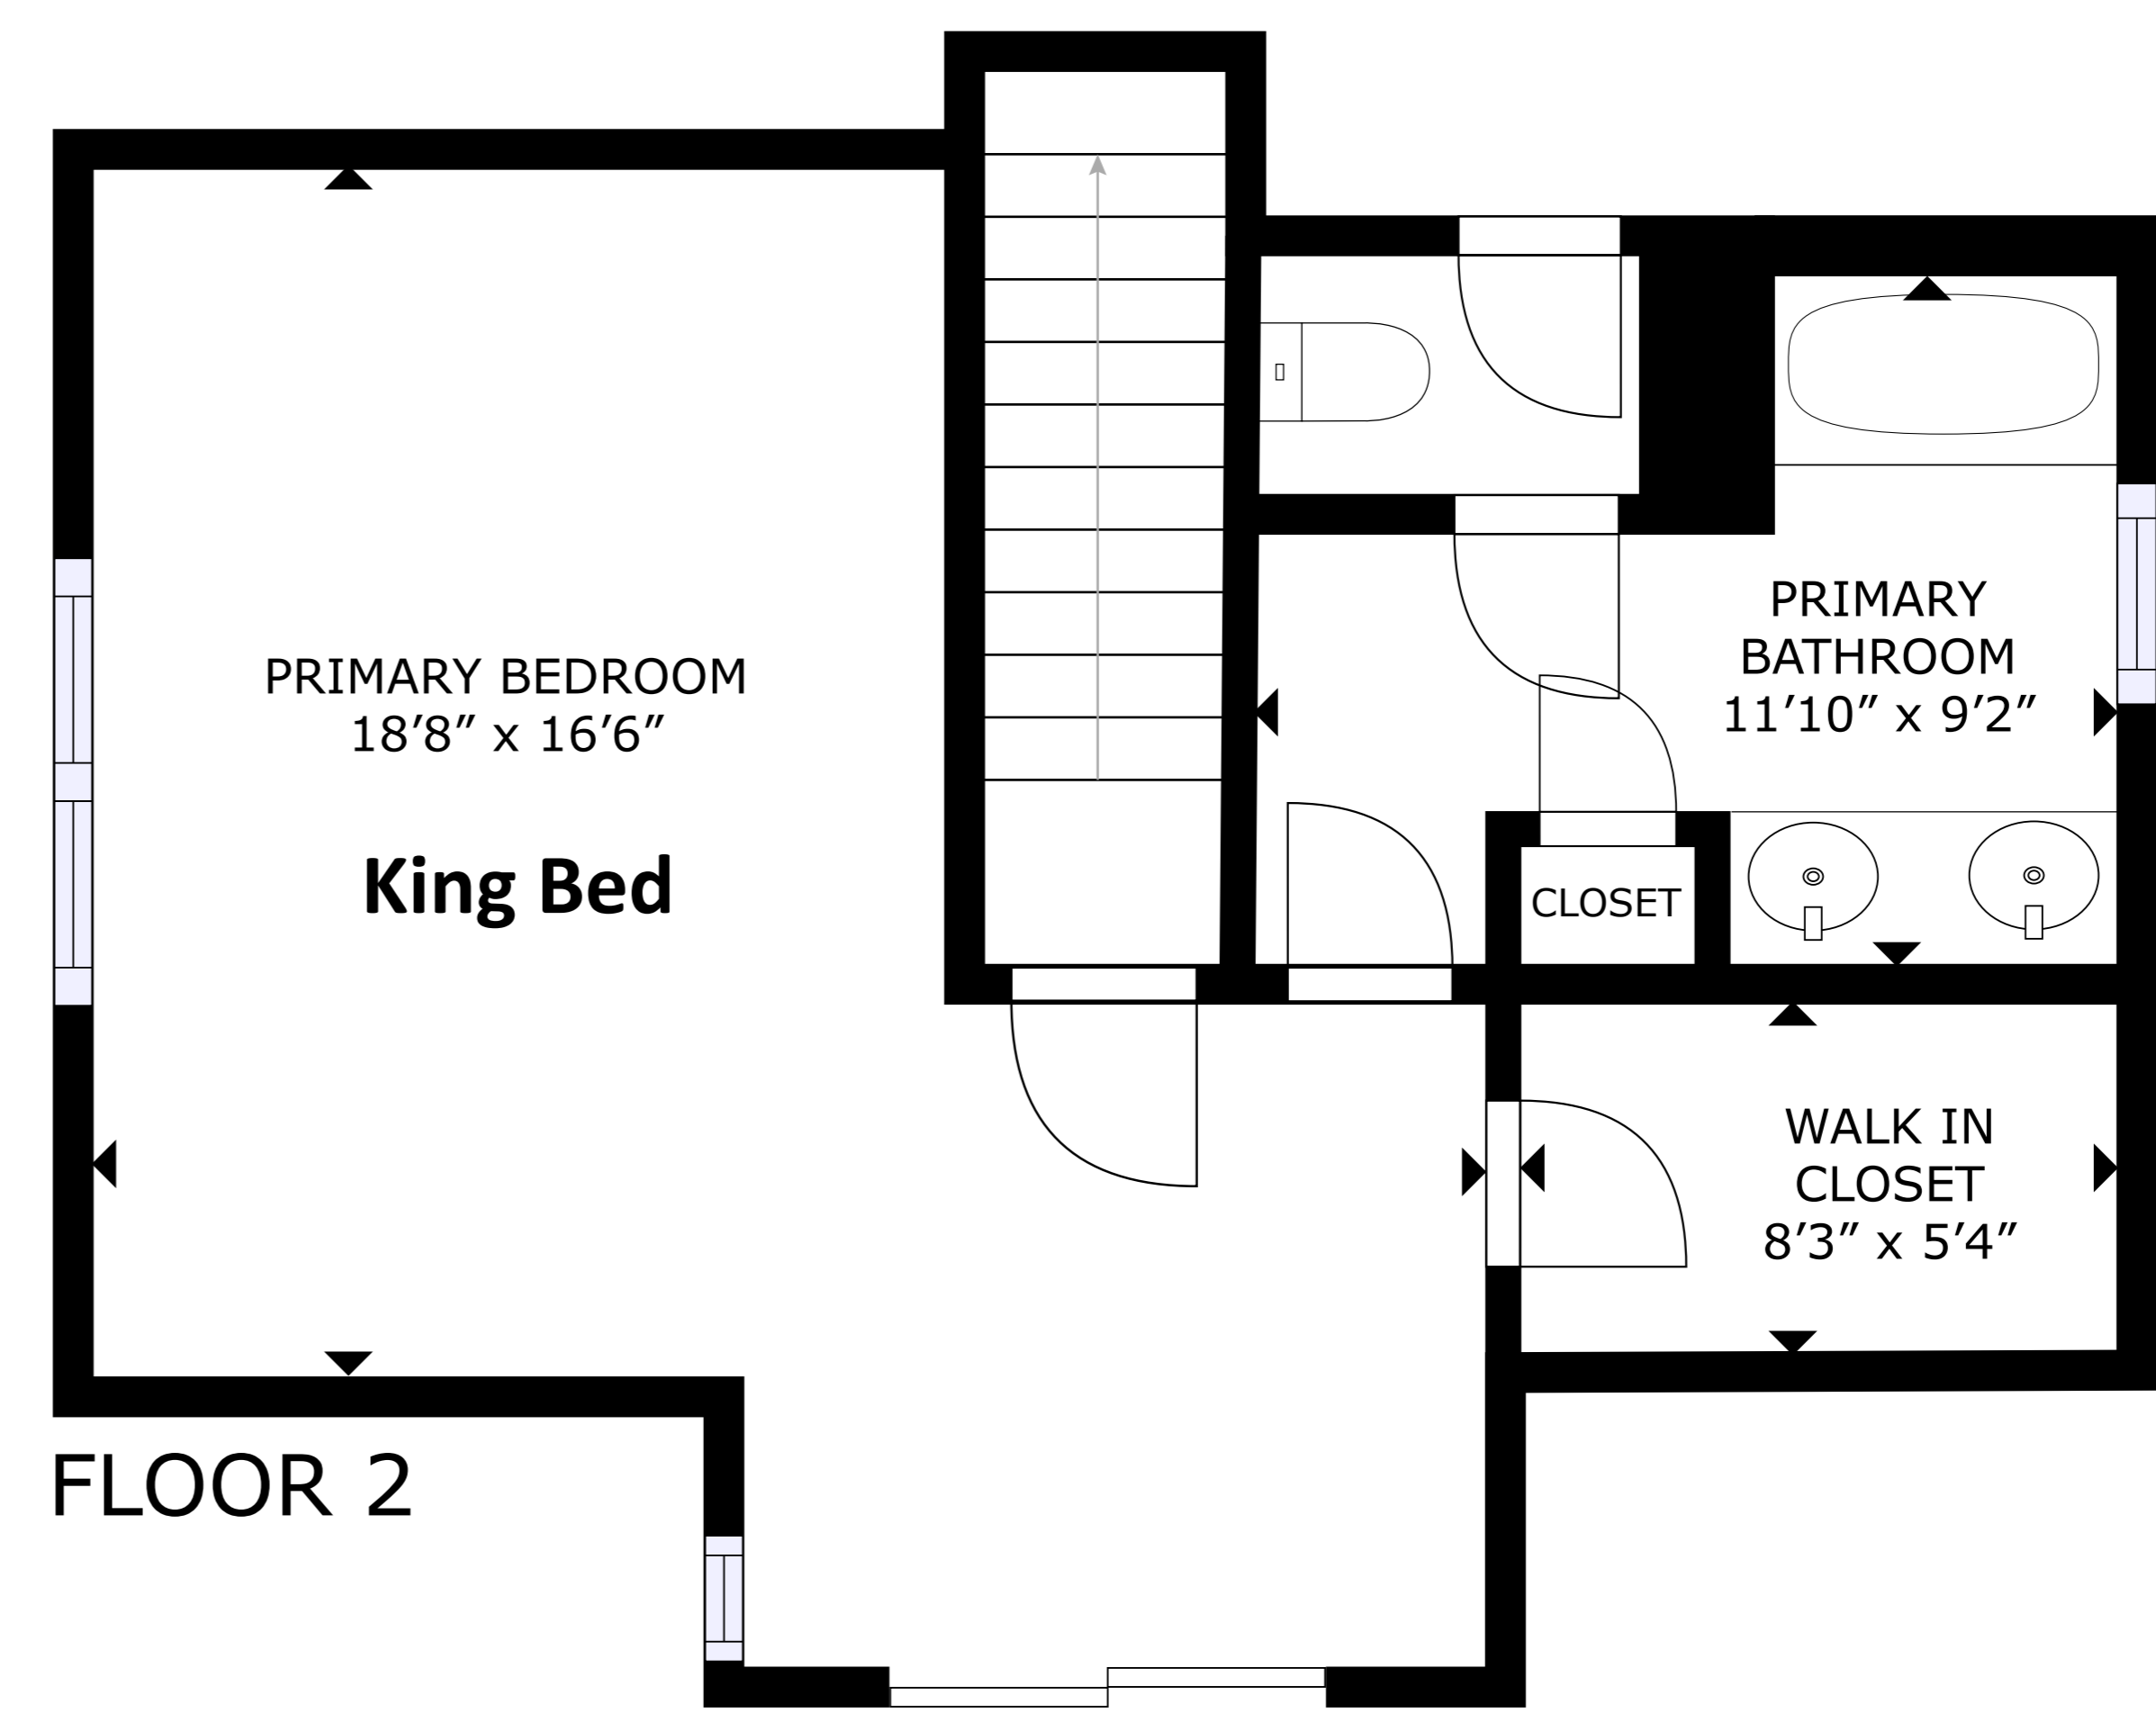 PRIMARY BEDROOM
18′8″ x 16′6″
King Bed
PRIMARY
BATHROOM
11′10″ x 9′2″
CLOSET
WALK IN
CLOSET
8′3″ x 5′4″
FLOOR 2